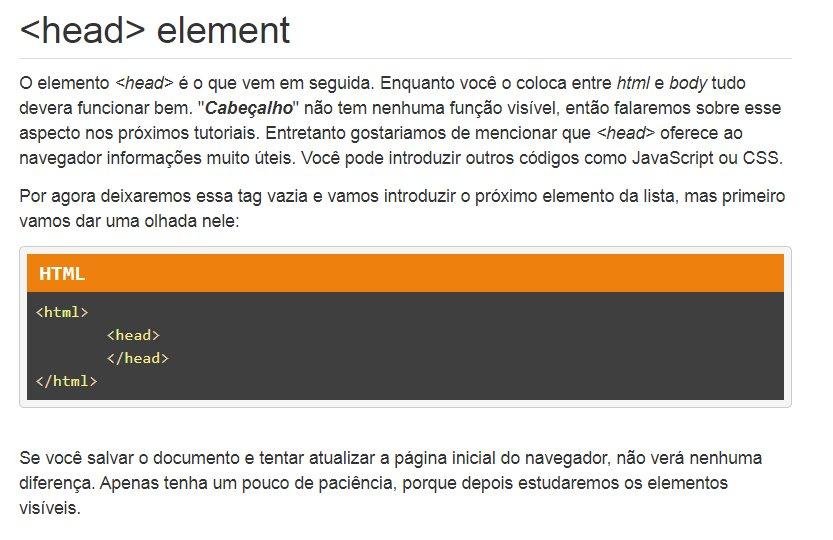 <head> element
O elemento <head> é o que vem em seguida. Enquanto você o coloca entre html e body tudo
devera funcionar bem. "Cabeçalho" não tem nenhuma função visível, então falaremos sobre esse
aspecto nos próximos tutoriais. Entretanto gostariamos de mencionar que <head> oferece ao
navegador informações muito úteis. Você pode introduzir outros códigos como JavaScript ou CSS.
Por agora deixaremos essa tag vazia e vamos introduzir o próximo elemento da lista, mas primeiro
vamos dar uma olhada nele:
HTML
<html>
<head>
</head>
</html>
Se você salvar o documento e tentar atualizar a página inicial do navegador, não verá nenhuma
diferença. Apenas tenha um pouco de paciência, porque depois estudaremos os elementos
visíveis.